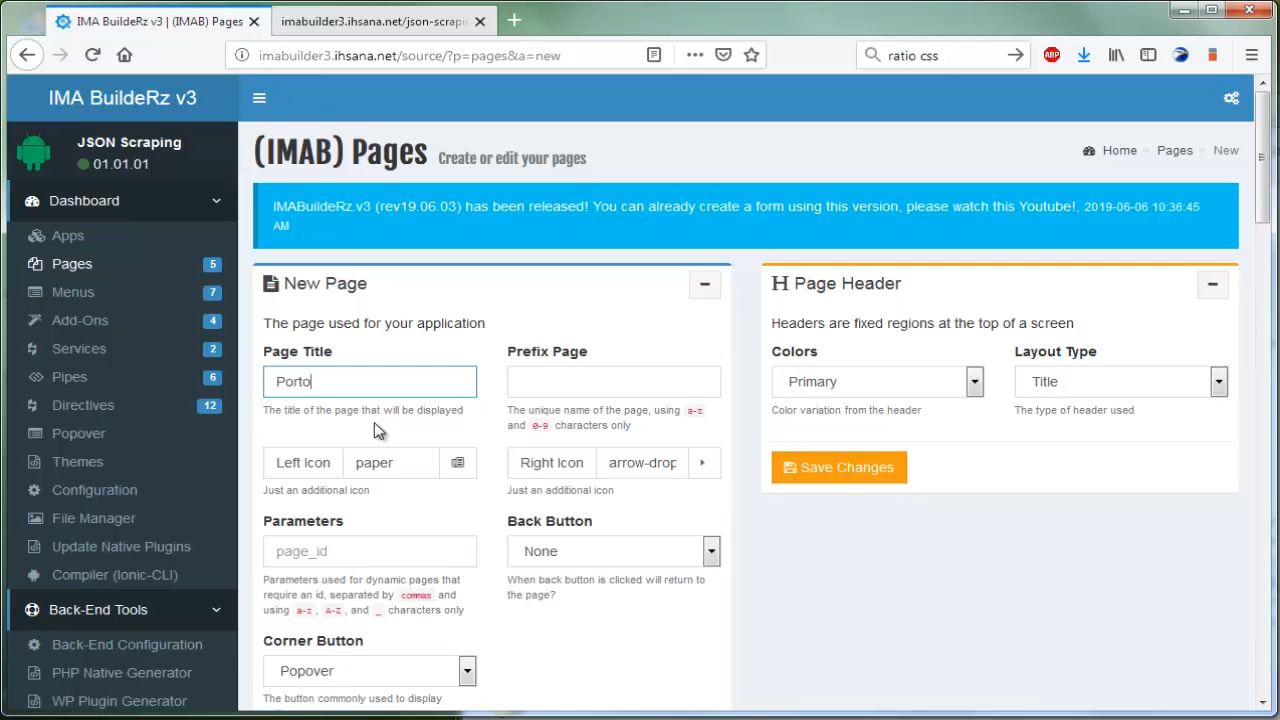 IMA BuildeRz v3 | (IMAB) Pages
imabuilder3.ihsana.net/json-scrapi
imabuilder3.ihsana.net/source/?p=pages&a=new
ratio css
ABP
IMA BuildeRz v3
JSON Scraping
01.01.01
Dashboard
Apps
Pages 5
Menus 7
Add-Ons 4
Services 2
Pipes 6
Directives 12
Popover
Themes
Configuration
File Manager
Update Native Plugins
Compiler (Ionic-CLI)
Back-End Tools
Back-End Configuration
PHP Native Generator
WP Plugin Generator
(IMAB) Pages Create or edit your pages
Home > Pages > New
IMABuildeRz.v3 (rev19.06.03) has been released! You can already create a form using this version, please watch this Youtube!, 2019-06-06 10:36:45
AM
New Page
The page used for your application
Page Title
Porto
The title of the page that will be displayed
Prefix Page
The unique name of the page, using a-z
and 0-9 characters only
Left Icon paper
Just an additional icon
Right Icon arrow-drop
Just an additional icon
Parameters
page_id
Parameters used for dynamic pages that
require an id, separated by commas and
using a-z, A-Z, and _ characters only
Back Button
None
When back button is clicked will return to
the page?
Corner Button
Popover
The button commonly used to display
H Page Header
Headers are fixed regions at the top of a screen
Colors
Primary
Color variation from the header
Layout Type
Title
The type of header used
Save Changes